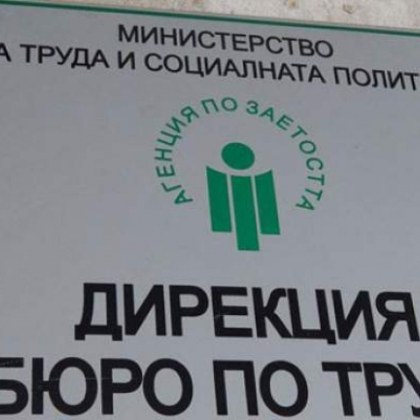 МИНИСТЕРСТВО
А ТРУДА И СОЦИАЛНАТА ПОЛИТ
АГЕНЦИЯ ПО ЗАЕТОСТТА
ДИРЕКЦИЯ
БЮРО ПО ТРУ